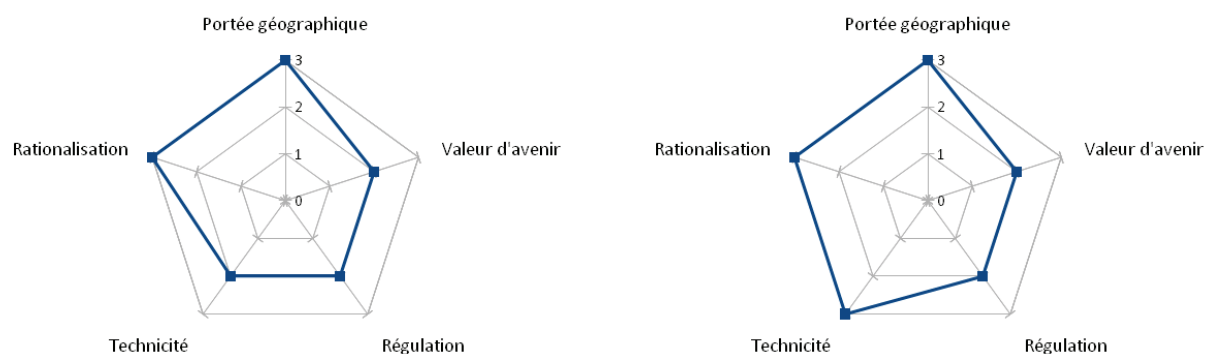 Portée géographique
3
2
1
0
Rationalisation
Valeur d'avenir
Technicité
Régulation
Portée géographique
3
2
1
0
Rationalisation
Valeur d'avenir
Technicité
Régulation